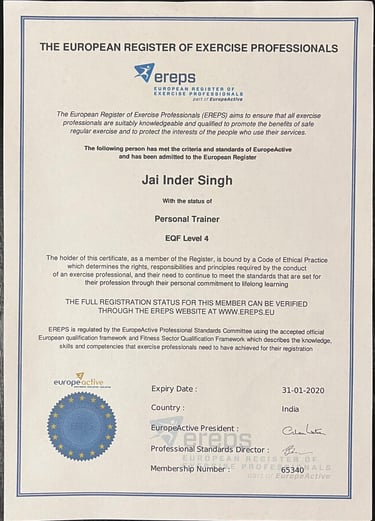 THE EUROPEAN REGISTER OF EXERCISE PROFESSIONALS
ereps
EUROPEAN REGISTER OF
EXERCISE PROFESSIONALS
part of EuropeActive
The European Register of Exercise Professionals (EREPS) aims to ensure that all exercise
professionals are suitably knowledgeable and qualified to promote the benefits of safe
regular exercise and to protect the interests of the people who use their services.
The following person has met the criteria and standards of EuropeActive
and has been admitted to the European Register
Jai Inder Singh
With the status of
Personal Trainer
EQF Level 4
The holder of this certificate, as a member of the Register, is bound by a Code of Ethical Practice
which determines the rights, responsibilities and principles required by the conduct
of an exercise professional, and their need to continue to meet the standards that are set for
their profession through their personal commitment to lifelong learning
THE FULL REGISTRATION STATUS FOR THIS MEMBER CAN BE VERIFIED
THROUGH THE EREPS WEBSITE AT WWW.EREPS.EU
EREPS is regulated by the EuropeActive Professional Standards Committee using the accepted official
European qualification framework and Fitness Sector Qualification Framework which describes the knowledge,
skills and competencies that exercise professionals need to have achieved for their registration
europeactive
EREPS
Expiry Date : 31-01-2020
Country : India
EuropeActive President :
Professional Standards Director :
Membership Number : 65340
ereps
EUROPEAN REGISTER OF
EXERCISE PROFESSIONALS
part of EuropeActive